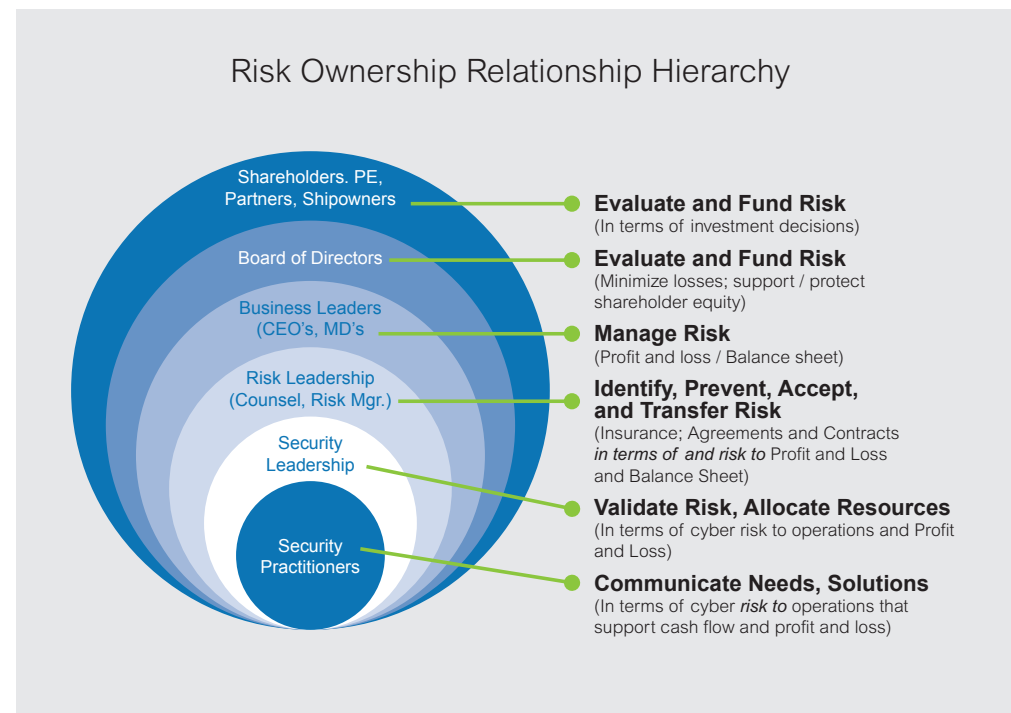 Risk Ownership Relationship Hierarchy
Shareholders. PE,
Partners, Shipowners
Evaluate and Fund Risk
(In terms of investment decisions)
Board of Directors
Evaluate and Fund Risk
(Minimize losses; support / protect
shareholder equity)
Business Leaders
(CEO’s, MD’s
Manage Risk
(Profit and loss / Balance sheet)
Risk Leadership
(Counsel, Risk Mgr.)
Identify, Prevent, Accept,
and Transfer Risk
(Insurance; Agreements and Contracts
in terms of and risk to Profit and Loss
and Balance Sheet)
Security
Leadership
Validate Risk, Allocate Resources
(In terms of cyber risk to operations and Profit
and Loss)
Security
Practitioners
Communicate Needs, Solutions
(In terms of cyber risk to operations that
support cash flow and profit and loss)